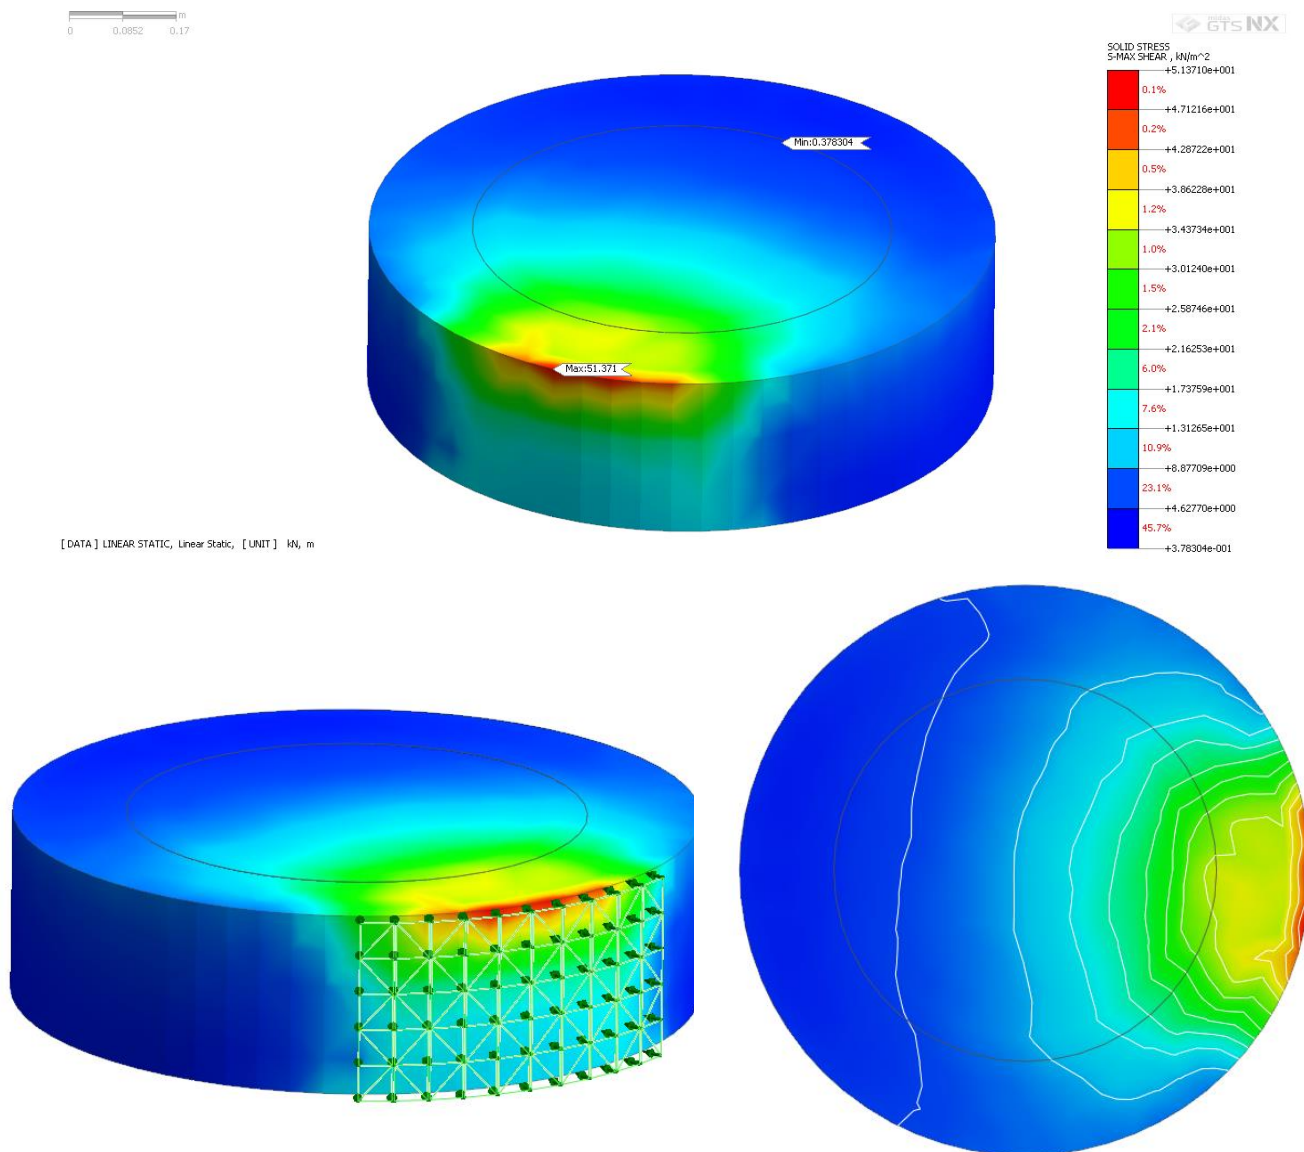 m
0 0.0852 0.17
midas
GTS NX
SOLID STRESS
S-MAX SHEAR , kN/m^2
+5.13710e+001
0.1%
+4.71216e+001
0.2%
+4.28722e+001
0.5%
+3.86228e+001
1.2%
+3.43734e+001
1.0%
+3.01240e+001
1.5%
+2.58746e+001
2.1%
+2.16253e+001
6.0%
+1.73759e+001
7.6%
+1.31265e+001
10.9%
+8.87709e+000
23.1%
+4.62770e+000
45.7%
+3.78304e-001
Min:0.378304
Max:51.371
[ DATA ] LINEAR STATIC, Linear Static, [ UNIT ] kN, m